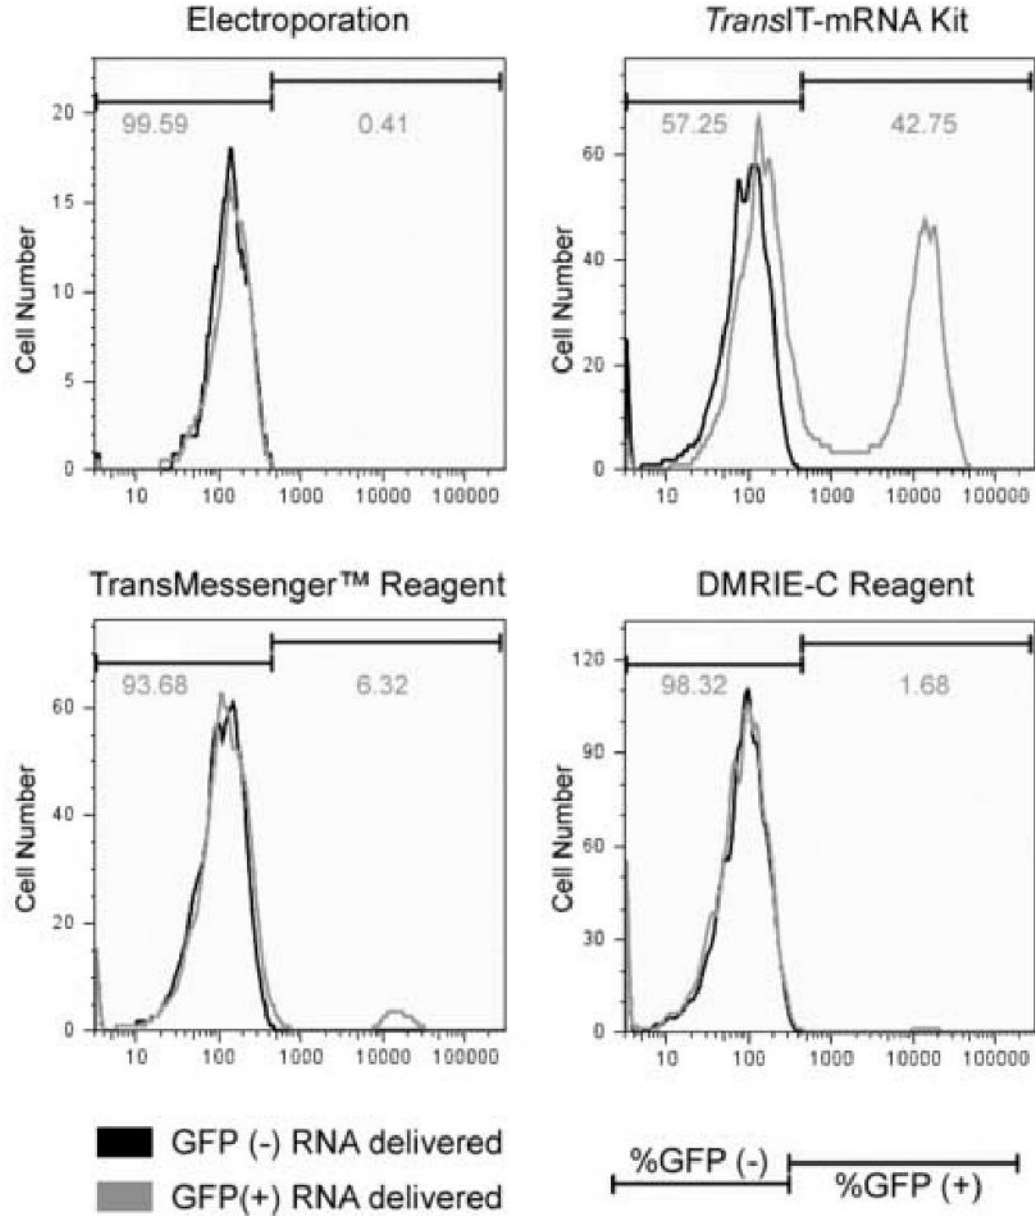 Electroporation
TransIT-mRNA Kit
20
15
10
5
0
99.59
0.41
Cell Number
10 100 1000 10000 100000
60
40
20
0
57.25
42.75
Cell Number
10 100 1000 10000 100000
TransMessenger™ Reagent
DMRIE-C Reagent
60
40
20
0
93.68
6.32
Cell Number
10 100 1000 10000 100000
120
90
60
30
0
98.32
1.68
Cell Number
10 100 1000 10000 100000
GFP (-) RNA delivered
GFP(+) RNA delivered
%GFP (-)
%GFP (+)